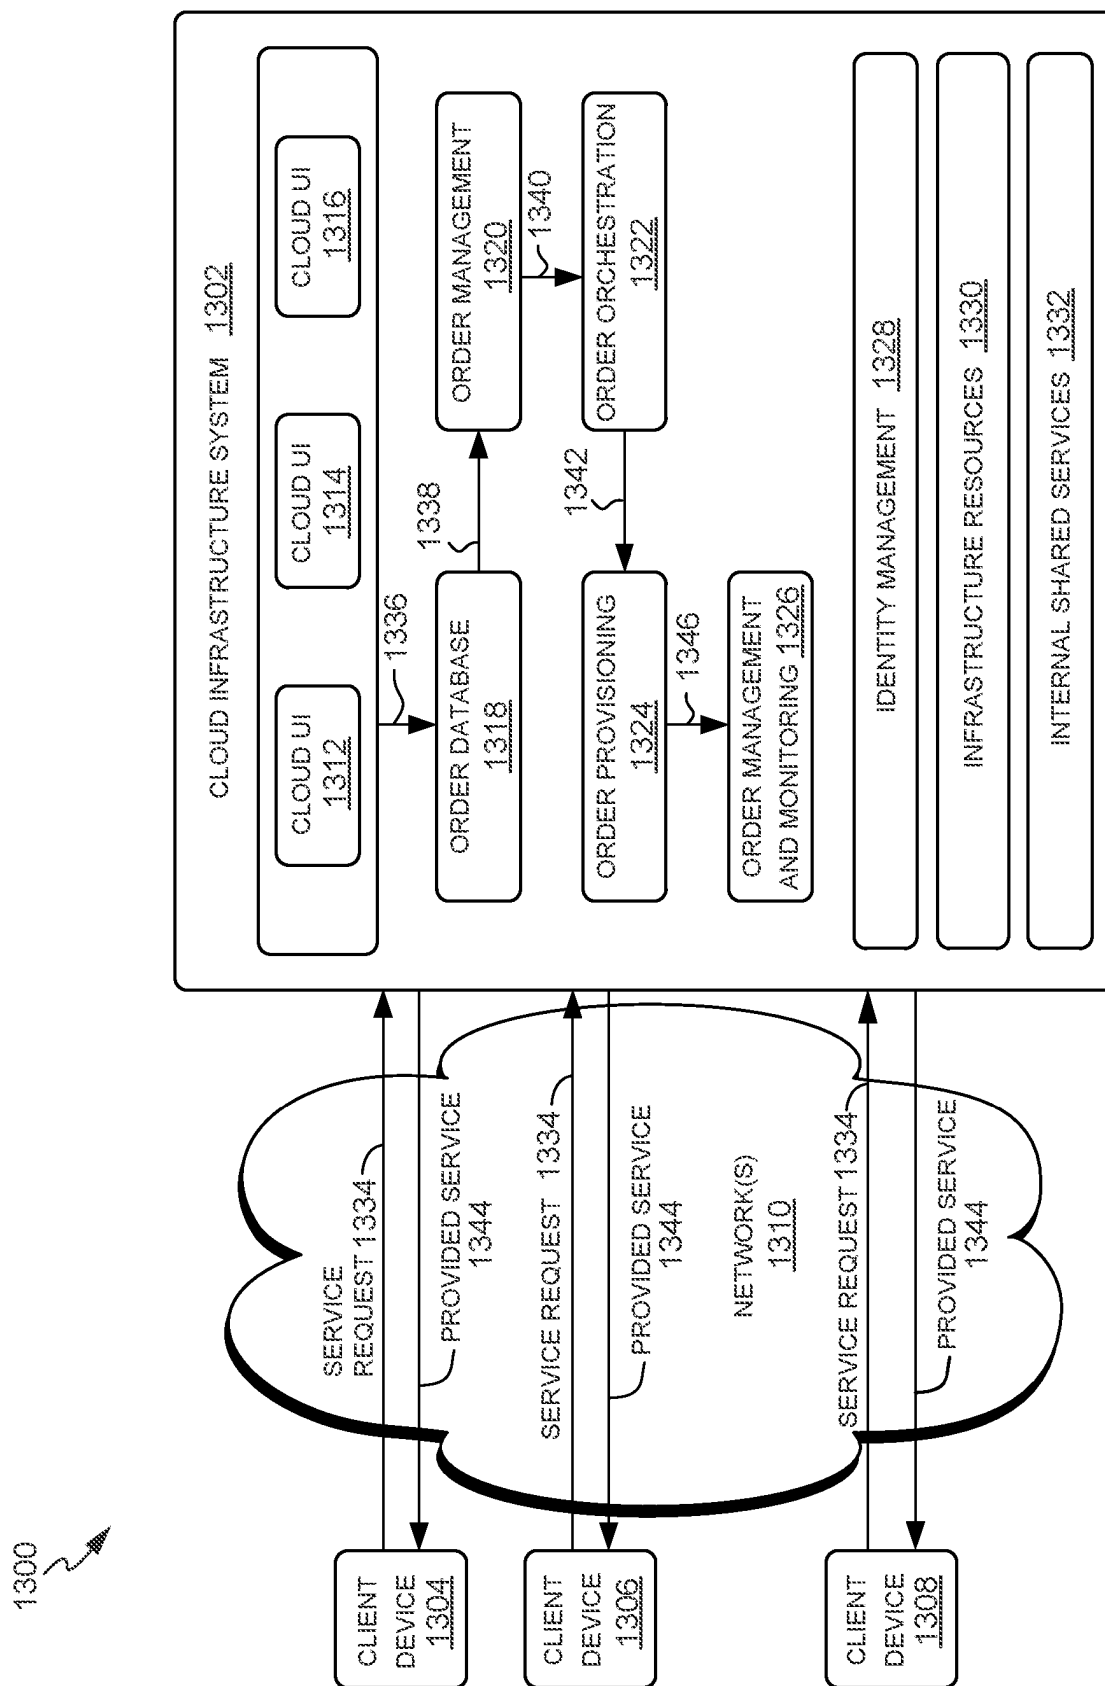 1300
CLIENT
DEVICE
1304
CLIENT
DEVICE
1306
CLIENT
DEVICE
1308
SERVICE
REQUEST 1334
PROVIDED SERVICE
1344
SERVICE REQUEST 1334
PROVIDED SERVICE
1344
NETWORK(S)
1310
SERVICE REQUEST 1334
PROVIDED SERVICE
1344
CLOUD INFRASTRUCTURE SYSTEM 1302
CLOUD UI
1312
CLOUD UI
1314
CLOUD UI
1316
1336
ORDER DATABASE
1318
1338
ORDER MANAGEMENT
1320
1340
ORDER PROVISIONING
1324
1342
ORDER ORCHESTRATION
1322
1346
ORDER MANAGEMENT
AND MONITORING 1326
IDENTITY MANAGEMENT 1328
INFRASTRUCTURE RESOURCES 1330
INTERNAL SHARED SERVICES 1332